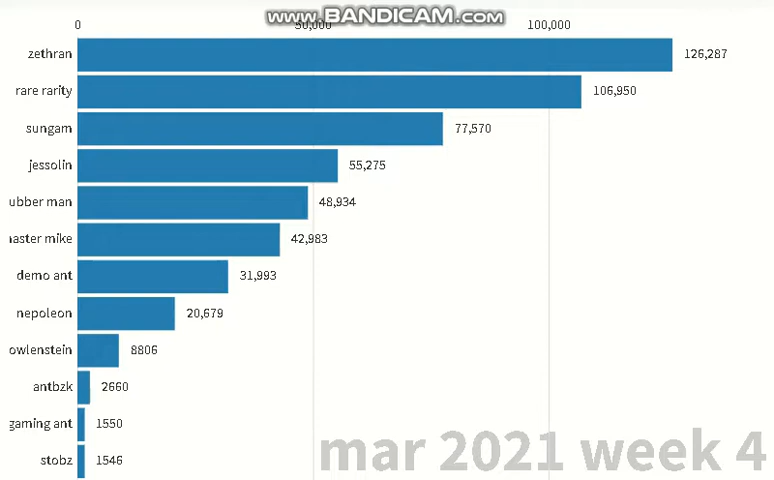 www.BANDICAM.com
0 50,000 100,000
zethran 126,287
rare rarity 106,950
sungam 77,570
jessolin 55,275
ubber man 48,934
naster mike 42,983
demo ant 31,993
nepoleon 20,679
owlenstein 8806
antbzk 2660
gaming ant 1550
stobz 1546
mar 2021 week 4